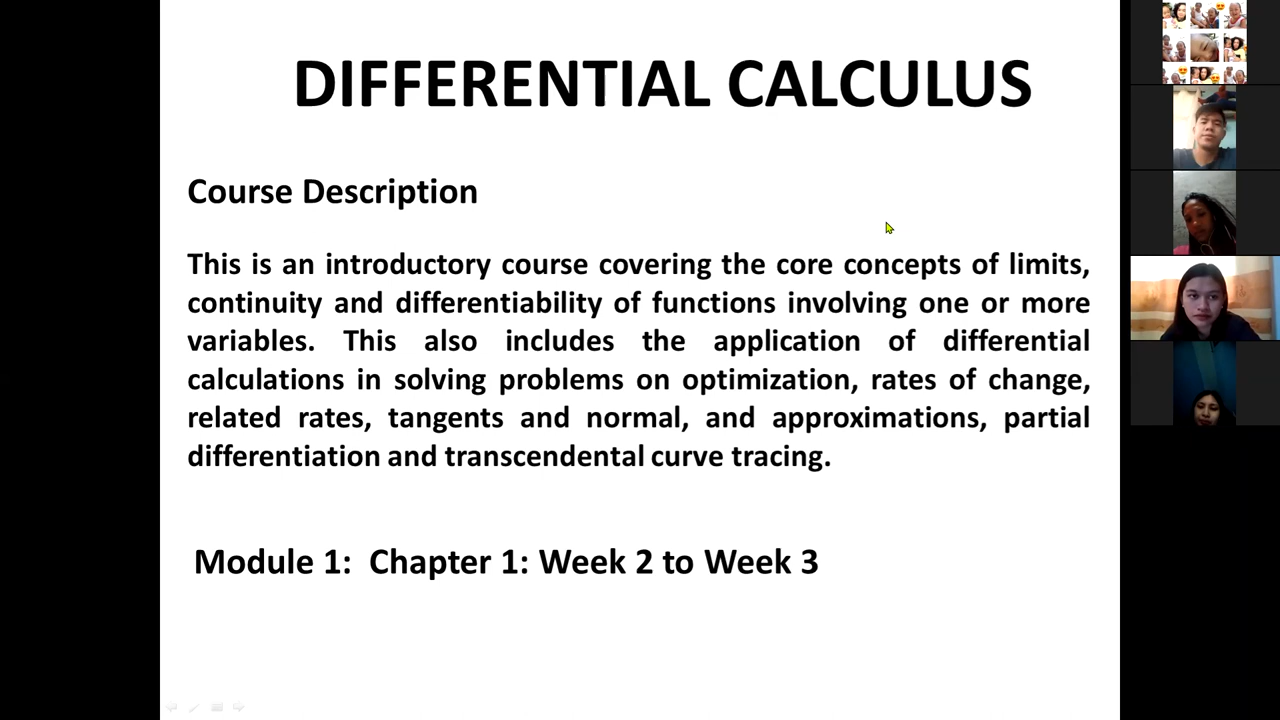 DIFFERENTIAL CALCULUS
Course Description
This is an introductory course covering the core concepts of limits,
continuity and differentiability of functions involving one or more
variables. This also includes the application of differential
calculations in solving problems on optimization, rates of change,
related rates, tangents and normal, and approximations, partial
differentiation and transcendental curve tracing.
Module 1: Chapter 1: Week 2 to Week 3